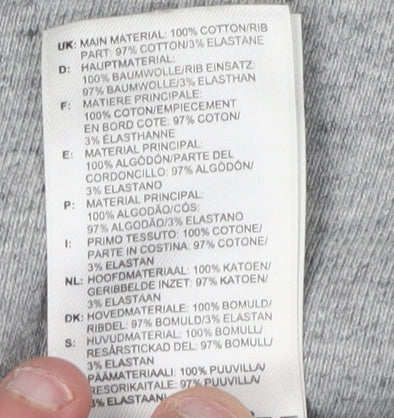 UK: MAIN MATERIAL: 100% COTTON/RIB
PART: 97% COTTON/3% ELASTANE
D: HAUPTMATERIAL:
100% BAUMWOLLE/RIB EINSATZ:
97% BAUMWOLLE/3% ELASTHAN
F: MATIERE PRINCIPALE:
100% COTON/EMPIECEMENT
EN BORD COTE: 97% COTON/
3% ÉLASTHANNE
E: MATERIAL PRINCIPAL:
100% ALGÓDÓN/PARTE DEL
CORDONCILLO: 97% ALGÓDÓN/
3% ELASTANO
P: MATERIAL PRINCIPAL:
100% ALGODÃO/CÓS:
97% ALGODÃO/3% ELASTANO
I: PRIMO TESSUTO: 100% COTONE/
PARTE IN COSTINA: 97% COTONE/
3% ELASTAN
NL: HOOFDMATERIAAL: 100% KATOEN/
GERIBBELDE INZET: 97% KATOEN/
3% ELASTAAN
DK: HOVEDMATERIALE: 100% BOMULD/
RIBDEL: 97% BOMULD/3% ELASTAN
S: HUVUDMATERIAL: 100% BOMULL/
RESÅRSTICKAD DEL: 97% BOMULL/
3% ELASTAN
PÄÄMATERIAALI: 100% PUUVILLA/
RESORIKAITALE: 97% PUUVILLA/
3% ELASTAANI